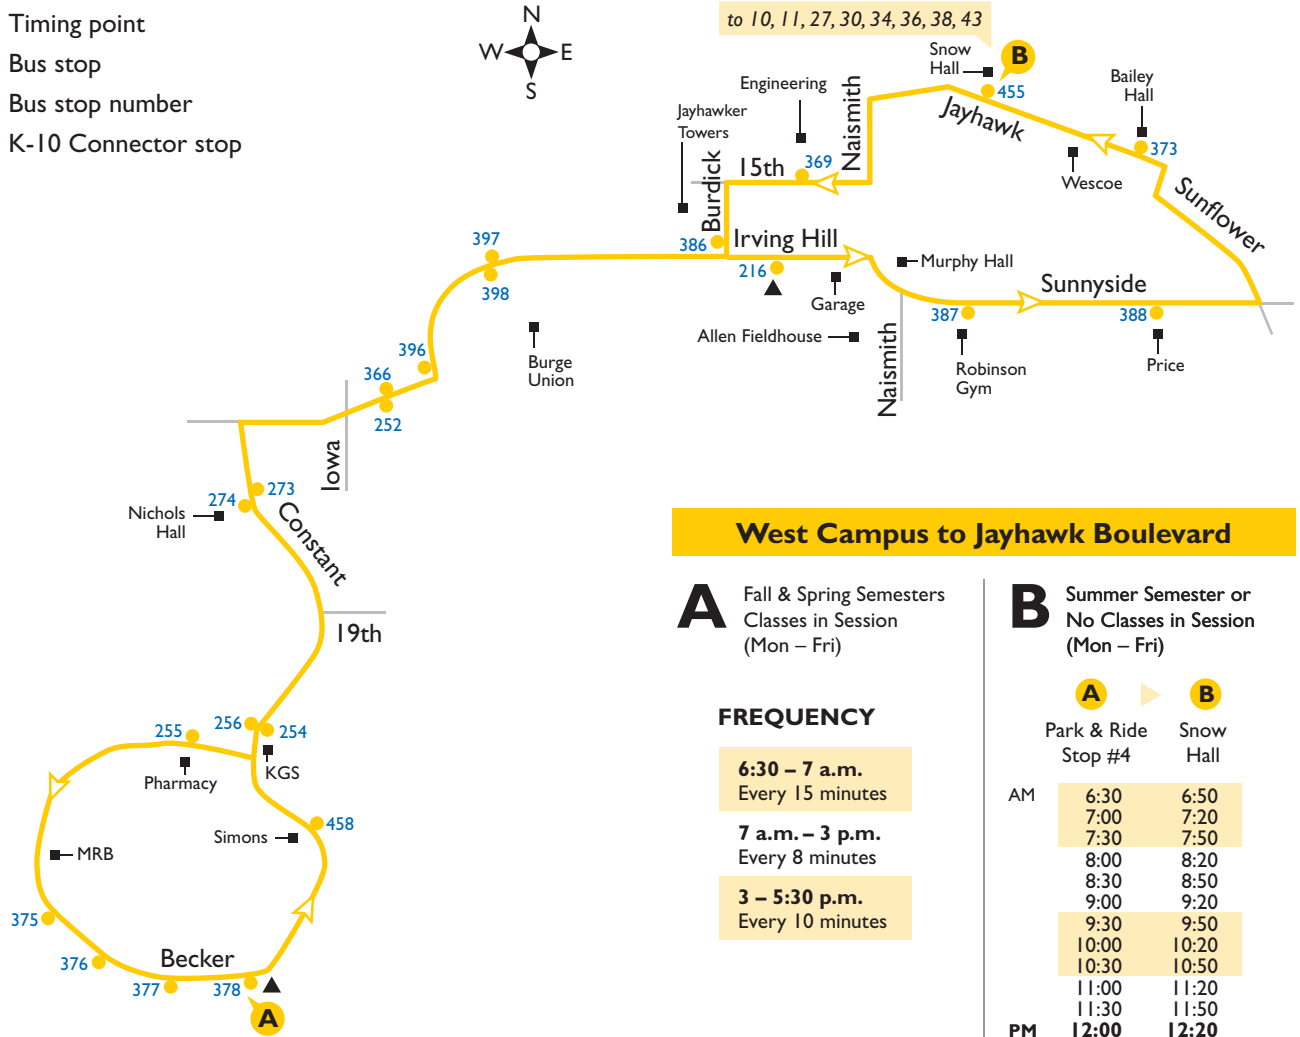 Timing point
Bus stop
Bus stop number
K-10 Connector stop
N
W
E
S
to 10, 11, 27, 30, 34, 36, 38, 43
Snow
Hall
B
455
Bailey
Hall
Engineering
Naismith
Jayhawk
Jayhawker
Towers
373
Burdick
15th
369
Wescoe
Sunflower
386
Irving Hill
397
216
Murphy Hall
398
Garage
Sunnyside
387
388
Allen Fieldhouse
Naismith
Robinson
Gym
Price
396
Burge
Union
366
252
Iowa
273
274
Nichols
Hall
Constant
19th
256
254
255
KGS
Pharmacy
458
Simons
MRB
375
376
Becker
377
378
A
West Campus to Jayhawk Boulevard
A
Fall & Spring Semesters
Classes in Session
(Mon – Fri)
FREQUENCY
6:30 – 7 a.m.
Every 15 minutes
7 a.m. – 3 p.m.
Every 8 minutes
3 – 5:30 p.m.
Every 10 minutes
B
Summer Semester or
No Classes in Session
(Mon – Fri)
A B
Park & Ride Snow
Stop #4 Hall
AM 6:30 6:50
7:00 7:20
7:30 7:50
8:00 8:20
8:30 8:50
9:00 9:20
9:30 9:50
10:00 10:20
10:30 10:50
11:00 11:20
11:30 11:50
PM 12:00 12:20